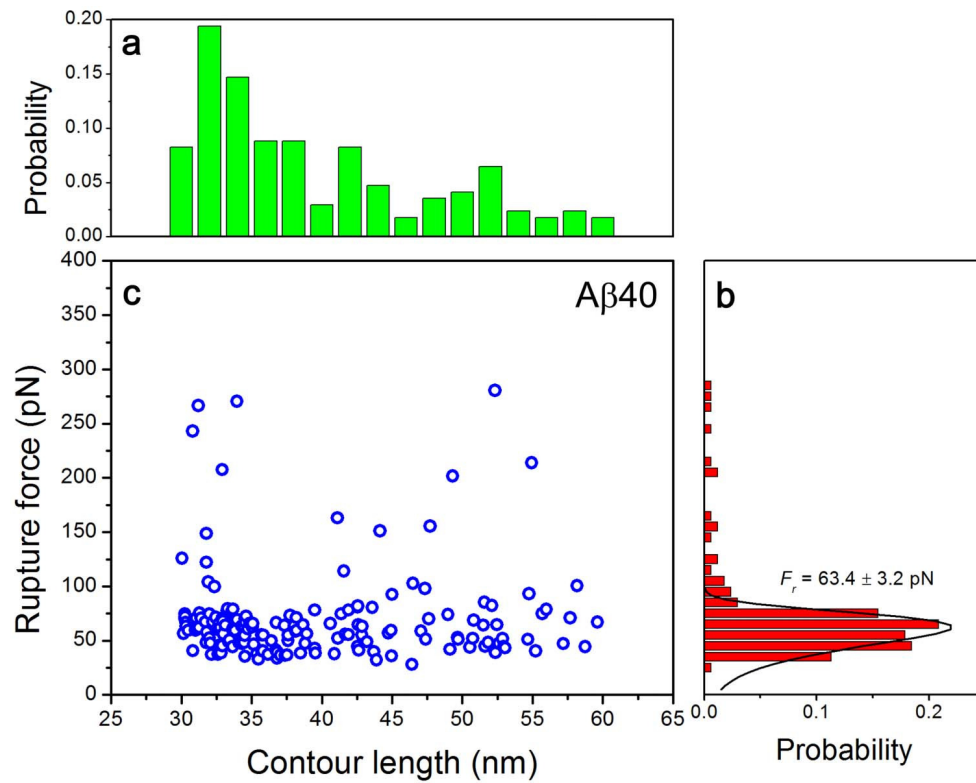 a
0.20
0.15
0.10
0.05
0.00
Probability
c
Aβ40
400
350
300
250
200
150
100
50
0
Rupture force (pN)
25 30 35 40 45 50 55 60 65
Contour length (nm)
b
Fr = 63.4 ± 3.2 pN
0.0 0.1 0.2
Probability